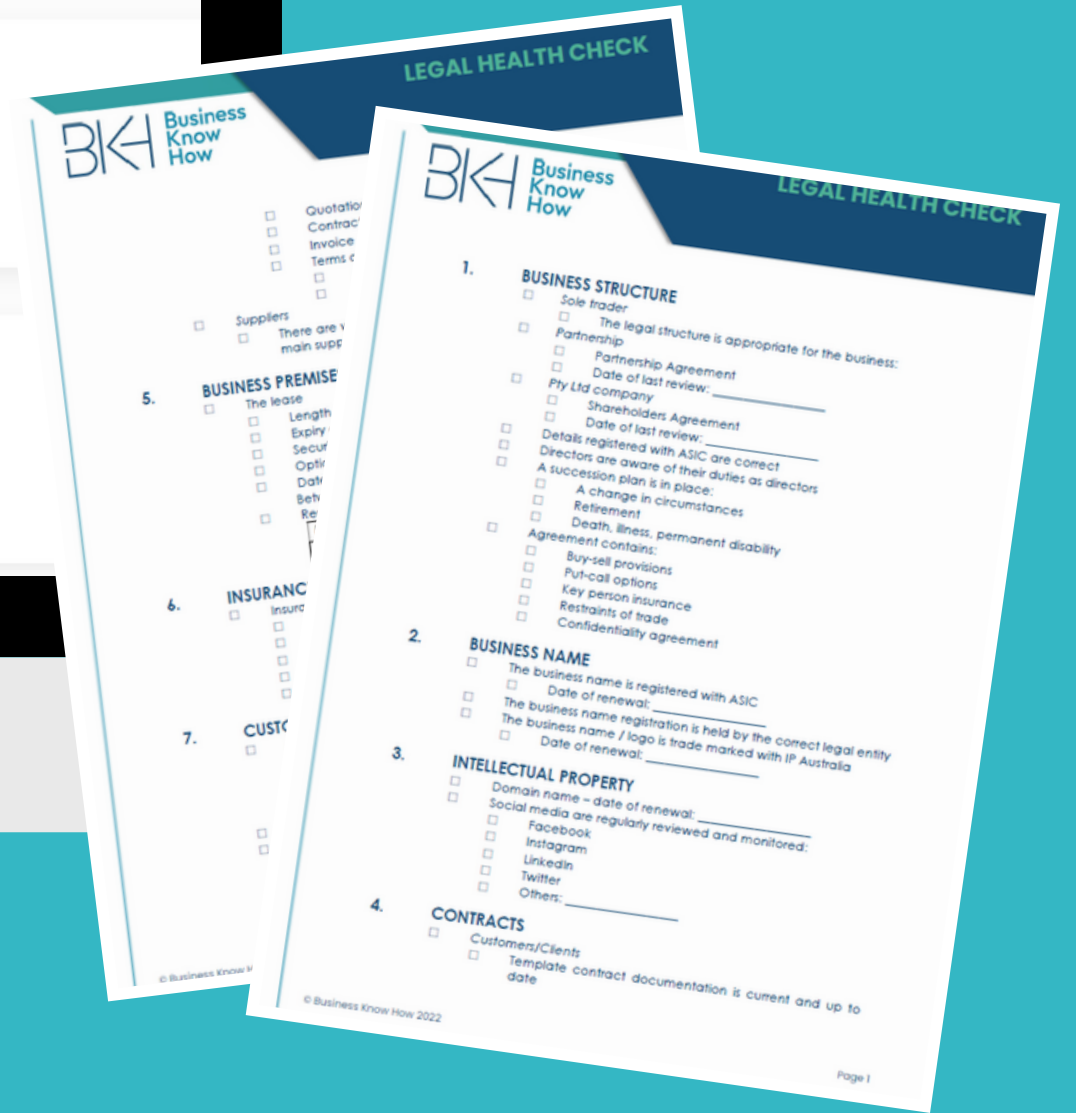 LEGAL HEALTH CHECK
BKH Business
Know
How
Contrac
Invoice
Terms
Suppliers
There are
main supp
5. BUSINESS PREMISE
The lease
Length
Expiry
Secur
Opti
Dat
Bet
Re
6. INSURANC
Insura
7. CUST
© Business Know
LEGAL HEALTH CHECK
BKH Business
Know
How
1. BUSINESS STRUCTURE
Sole trader
The legal structure is appropriate for the business:
Partnership
Partnership Agreement
Date of last review:
Pty Ltd company
Shareholders Agreement
Date of last review:
Details registered with ASIC are correct
Directors are aware of their duties as directors
A succession plan is in place:
A change in circumstances
Retirement
Death, illness, permanent disability
Agreement contains:
Buy-sell provisions
Put-call options
Key person insurance
Restraints of trade
Confidentiality agreement
2. BUSINESS NAME
The business name is registered with ASIC
Date of renewal:
The business name registration is held by the correct legal entity
The business name / logo is trade marked with IP Australia
Date of renewal:
3. INTELLECTUAL PROPERTY
Domain name – date of renewal:
Social media are regularly reviewed and monitored:
Facebook
Instagram
LinkedIn
Twitter
Others:
4. CONTRACTS
Customers/Clients
Template contract documentation is current and up to
date
© Business Know How 2022
Page 1